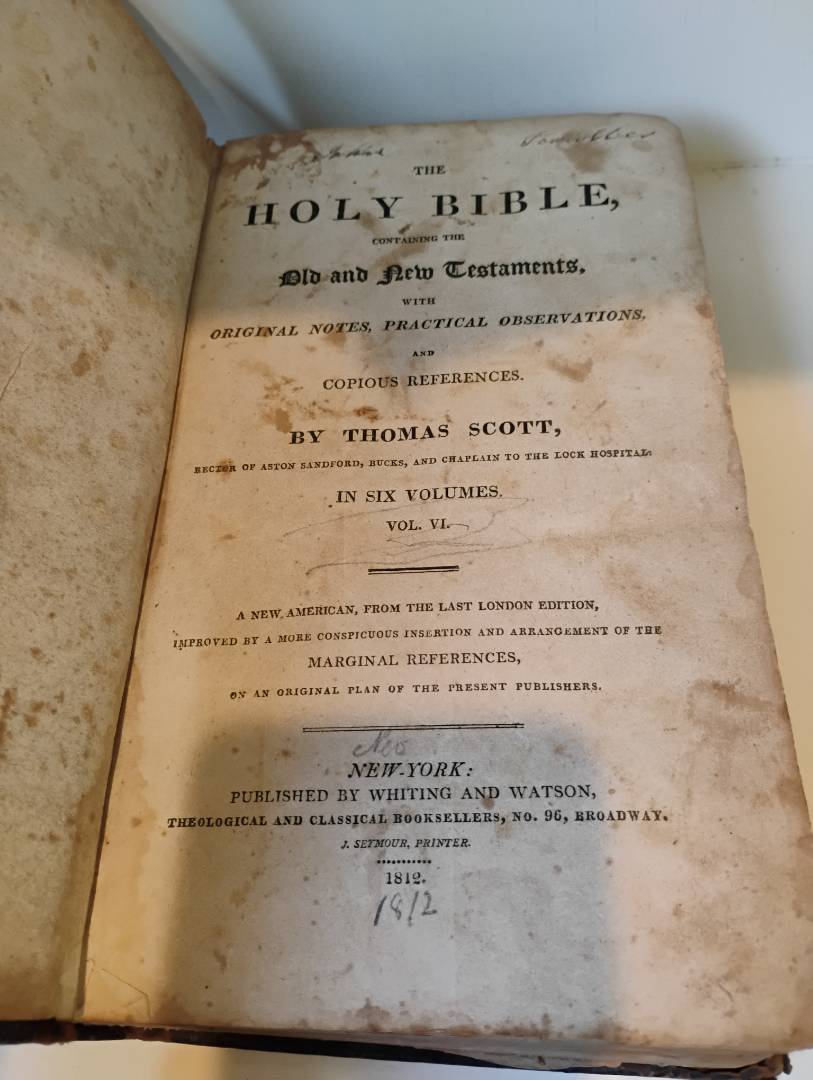 THE
HOLY BIBLE,
CONTAINING THE
Old and New Testaments,
WITH
ORIGINAL NOTES, PRACTICAL OBSERVATIONS,
AND
COPIOUS REFERENCES.
BY THOMAS SCOTT,
RECTOR OF ASTON SANDFORD, BUCKS, AND CHAPLAIN TO THE LOCK HOSPITAL:
IN SIX VOLUMES.
VOL. VI.
A NEW AMERICAN, FROM THE LAST LONDON EDITION,
IMPROVED BY A MORE CONSPICUOUS INSERTION AND ARRANGEMENT OF THE
MARGINAL REFERENCES,
ON AN ORIGINAL PLAN OF THE PRESENT PUBLISHERS.
NEW-YORK:
PUBLISHED BY WHITING AND WATSON,
THEOLOGICAL AND CLASSICAL BOOKSELLERS, NO. 96, BROADWAY.
J. SEYMOUR, PRINTER.
1812.
1812